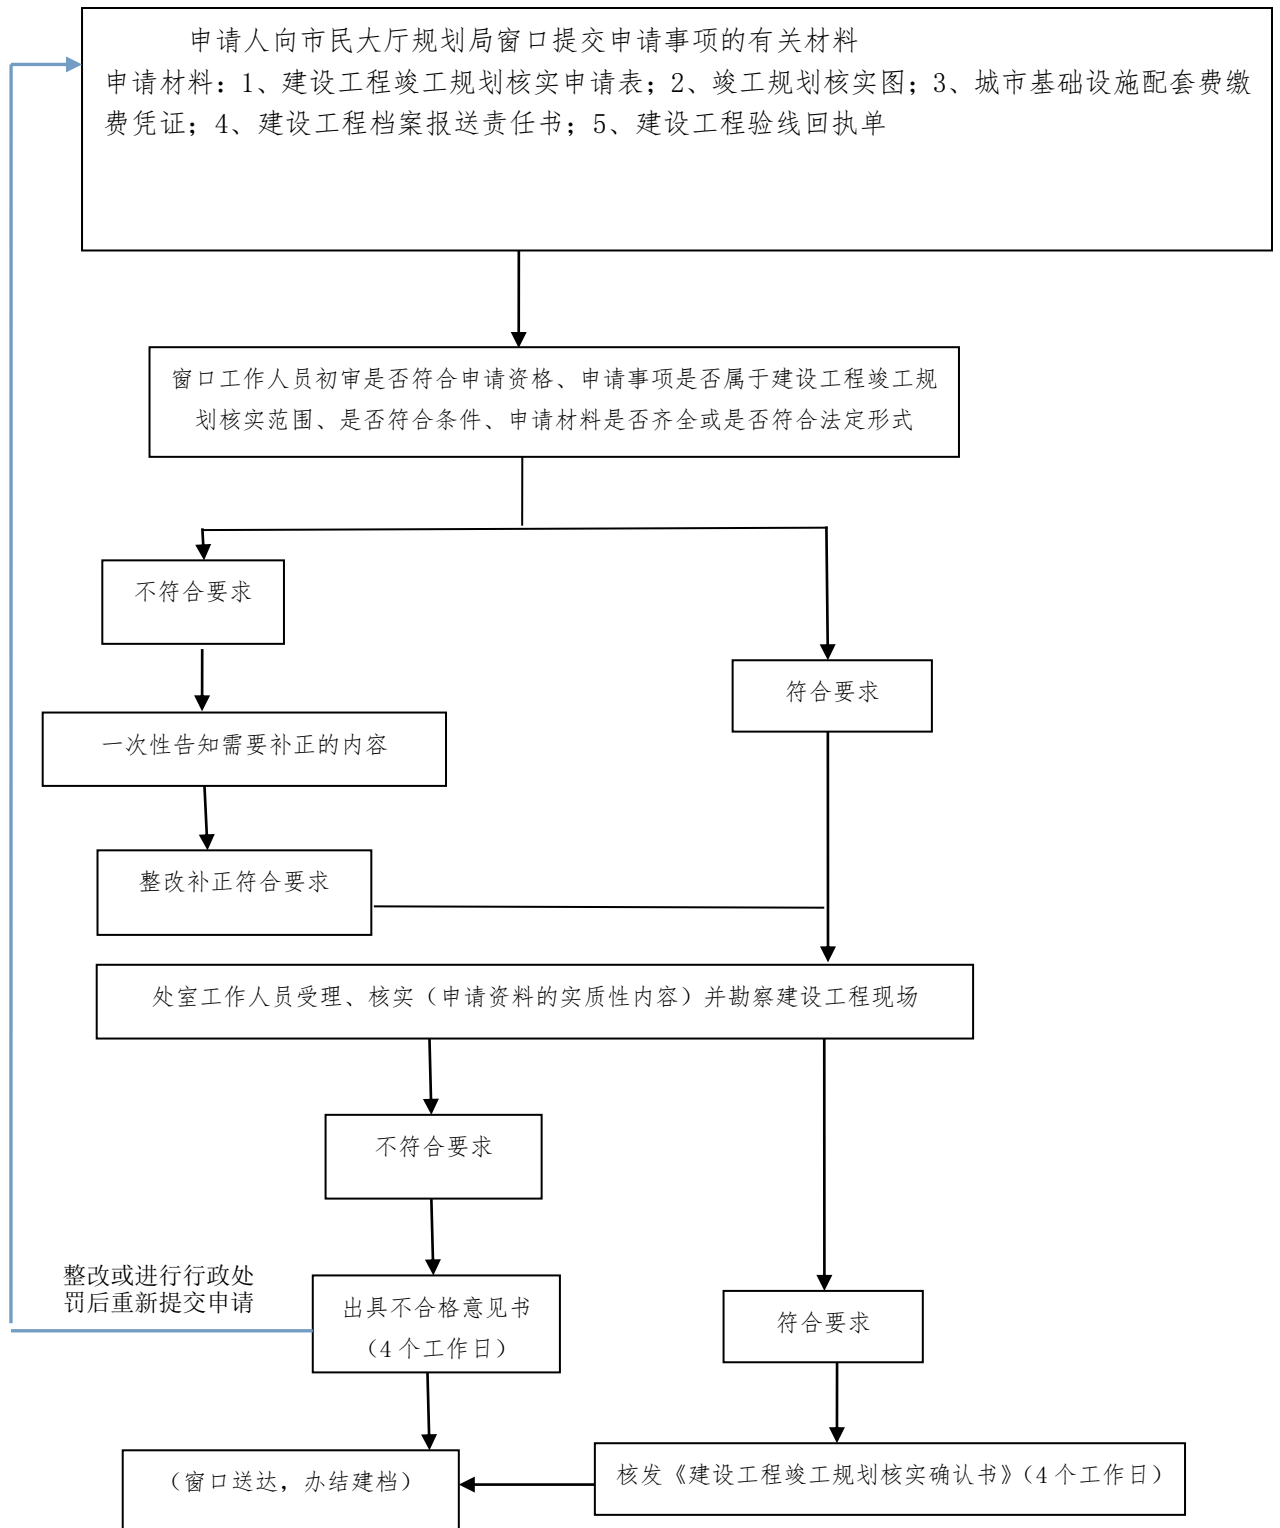 申请人向市民大厅规划局窗口提交申请事项的有关材料
申请材料：1、建设工程竣工规划核实申请表；2、竣工规划核实图；3、城市基础设施配套费缴
费凭证；4、建设工程档案报送责任书；5、建设工程验线回执单
窗口工作人员初审是否符合申请资格、申请事项是否属于建设工程竣工规
划核实范围、是否符合条件、申请材料是否齐全或是否符合法定形式
不符合要求
符合要求
一次性告知需要补正的内容
整改补正符合要求
处室工作人员受理、核实（申请资料的实质性内容）并勘察建设工程现场
不符合要求
整改或进行行政处
罚后重新提交申请
出具不合格意见书
（4个工作日）
符合要求
（窗口送达，办结建档）
核发《建设工程竣工规划核实确认书》（4个工作日）